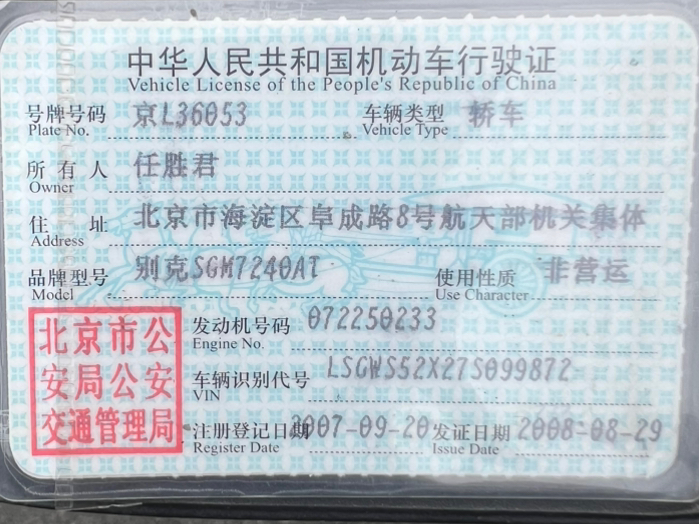 中华人民共和国机动车行驶证
Vehicle License of the People's Republic of China
号牌号码 京L36053 车辆类型 轿车
Plate No. Vehicle Type
所有人 任胜君
Owner
住址 北京市海淀区阜成路8号航天部机关集体
Address
品牌型号 别克SGM7240AT 使用性质 非营运
Model Use Character
北京市公
安局公安
交通管理局
发动机号码 072250233
Engine No.
车辆识别代号 LSGWS52X27S099872
VIN
注册登记日期 2007-09-20 发证日期 2008-08-29
Register Date Issue Date